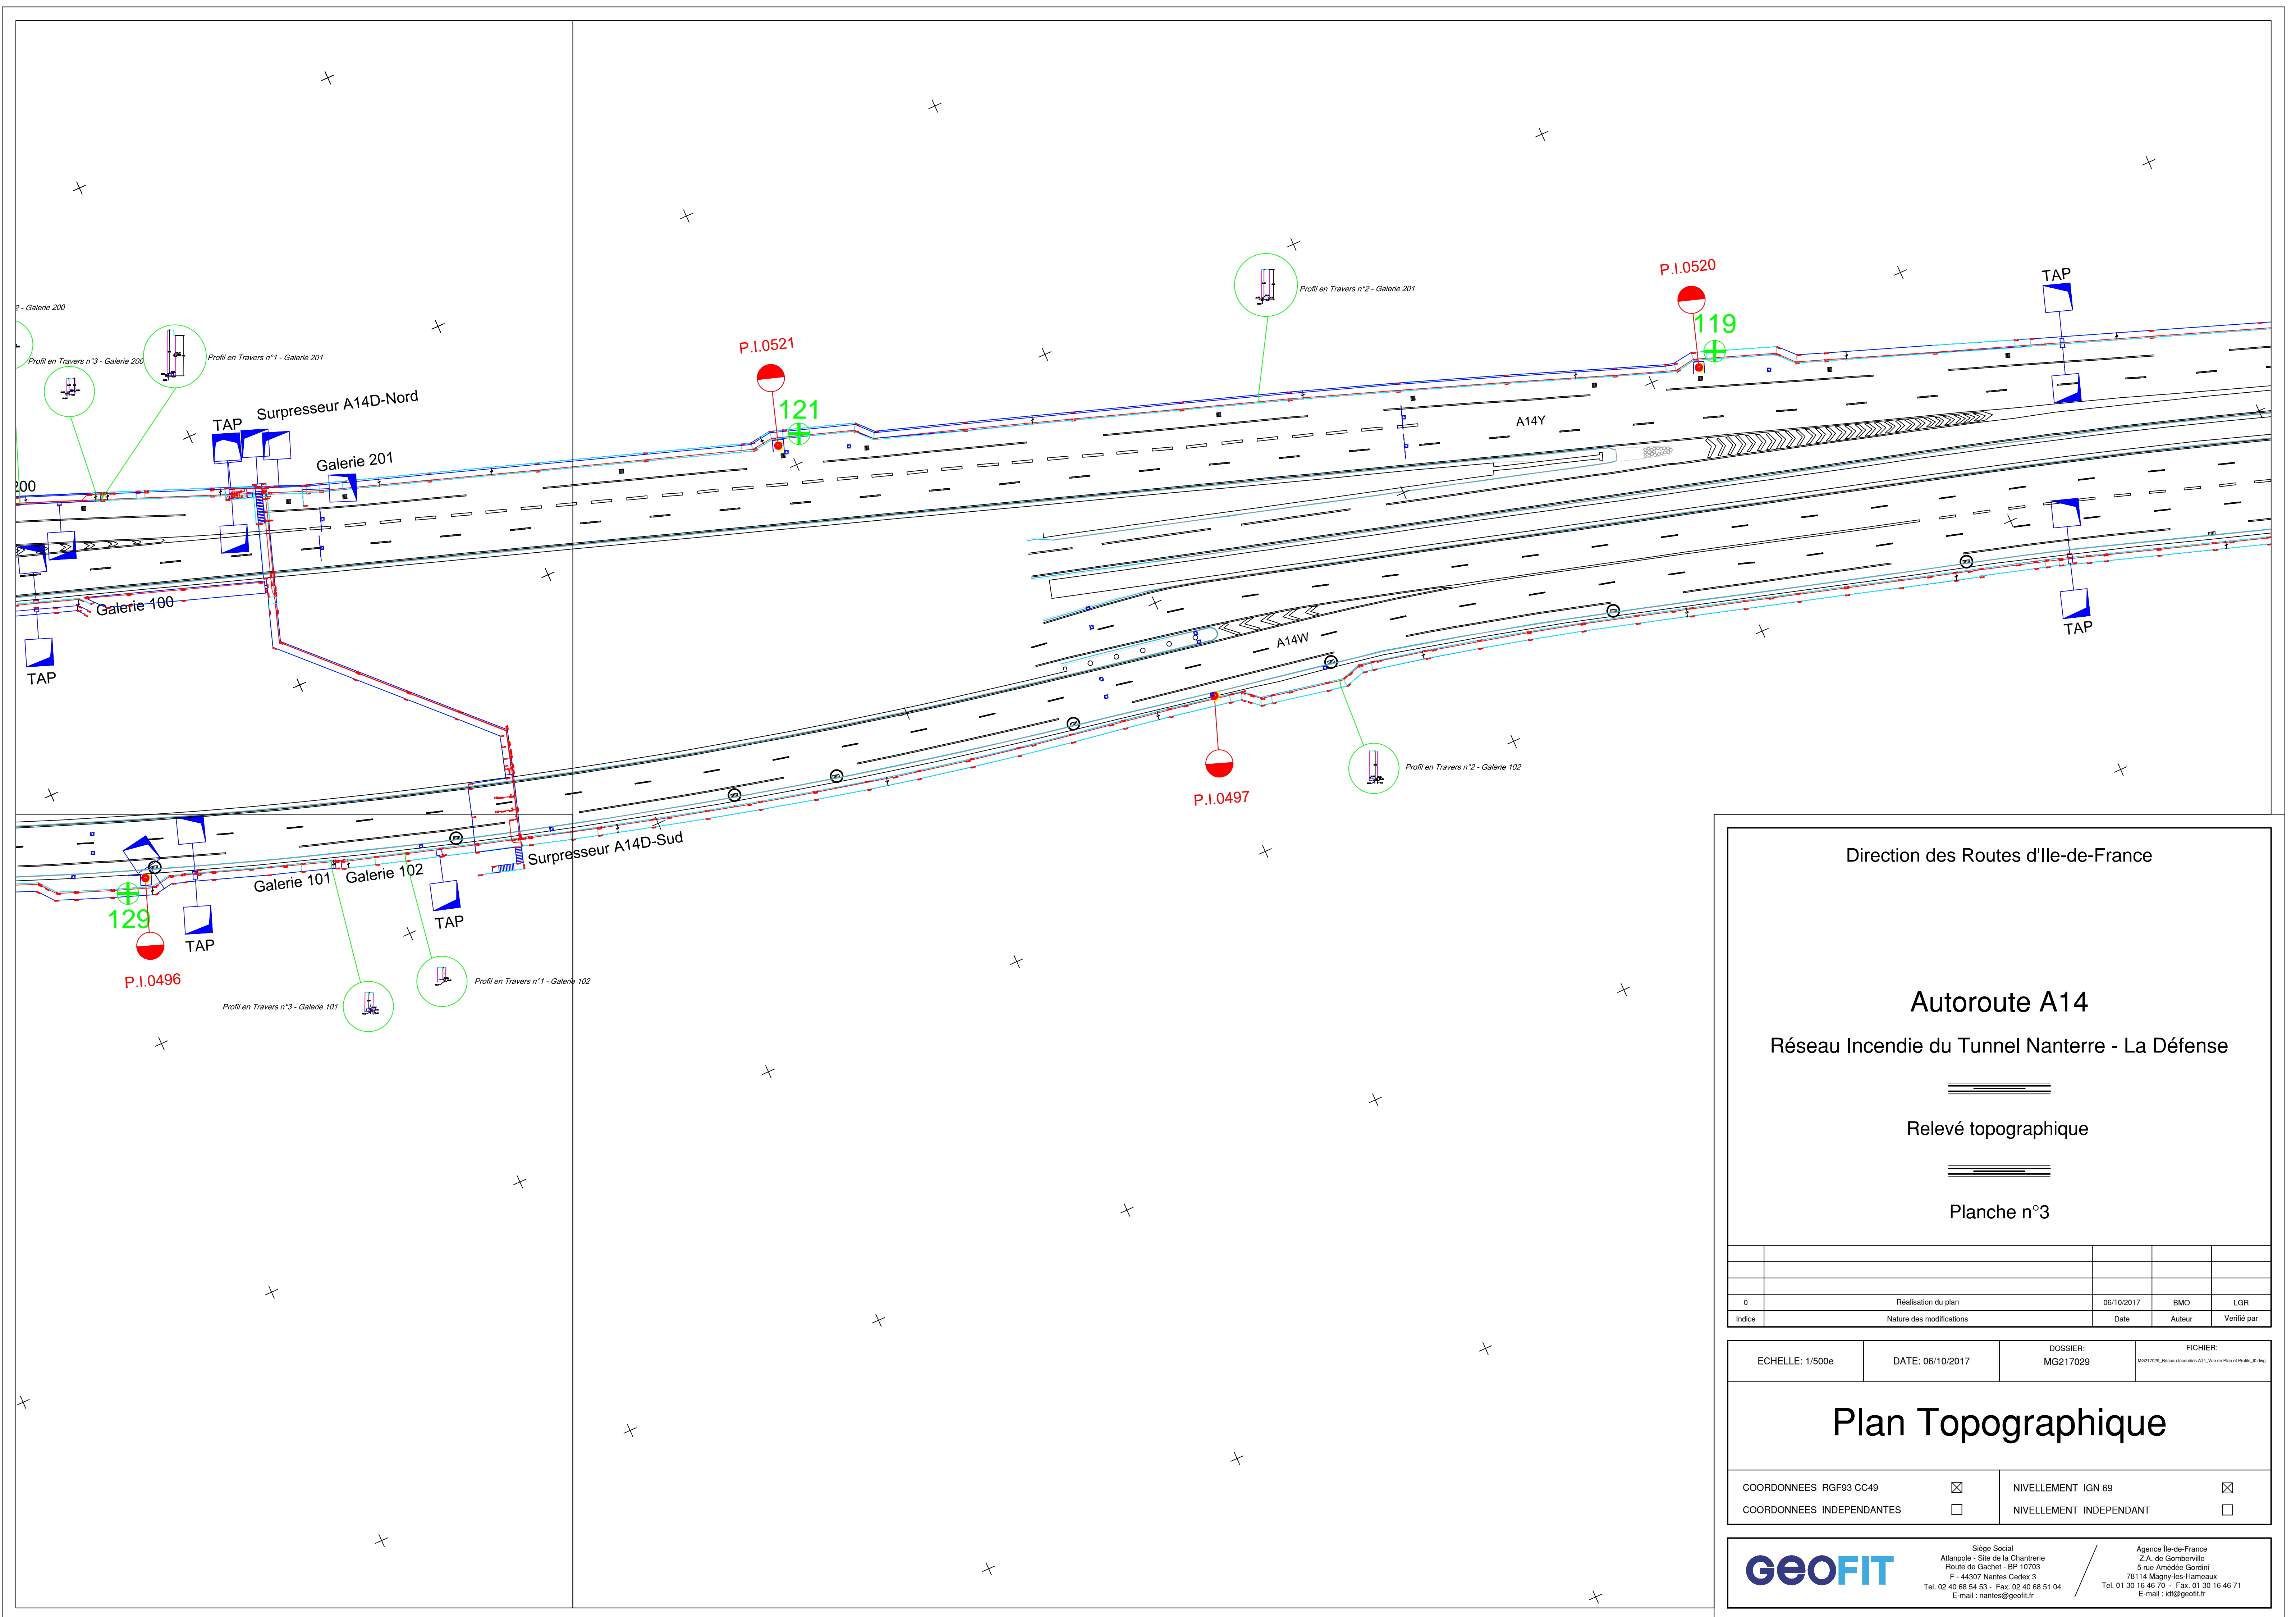 2 - Galerie 200
Profil en Travers n°3 - Galerie 200
Profil en Travers n°1 - Galerie 201
TAP
Surpresseur A14D-Nord
Galerie 201
200
Galerie 100
TAP
P.I.0521
121
Profil en Travers n°2 - Galerie 201
P.I.0520
119
TAP
A14Y
A14W
TAP
P.I.0497
Profil en Travers n°2 - Galerie 102
Surpresseur A14D-Sud
Galerie 101
Galerie 102
129
TAP
TAP
P.I.0496
Profil en Travers n°3 - Galerie 101
Profil en Travers n°1 - Galerie 102
Direction des Routes d'Ile-de-France
Autoroute A14
Réseau Incendie du Tunnel Nanterre - La Défense
Relevé topographique
Planche n°3
0 Réalisation du plan 06/10/2017 BMO LGR
Indice Nature des modifications Date Auteur Verifié par
ECHELLE: 1/500e
DATE: 06/10/2017
DOSSIER:
MG217029
FICHIER:
MG217029_Réseau Incendies A14_Vue en Plan et Profils_I0.dwg
Plan Topographique
COORDONNEES RGF93 CC49
COORDONNEES INDEPENDANTES
NIVELLEMENT IGN 69
NIVELLEMENT INDEPENDANT
GEOFIT
Siège Social
Atlanpole - Site de la Chantrerie
Route de Gachet - BP 10703
F - 44307 Nantes Cedex 3
Tel. 02 40 68 54 53 - Fax. 02 40 68 51 04
E-mail : nantes@geofit.fr
Agence Île-de-France
Z.A. de Gomberville
5 rue Amédée Gordini
78114 Magny-les-Hameaux
Tel. 01 30 16 46 70 - Fax. 01 30 16 46 71
E-mail : idf@geofit.fr